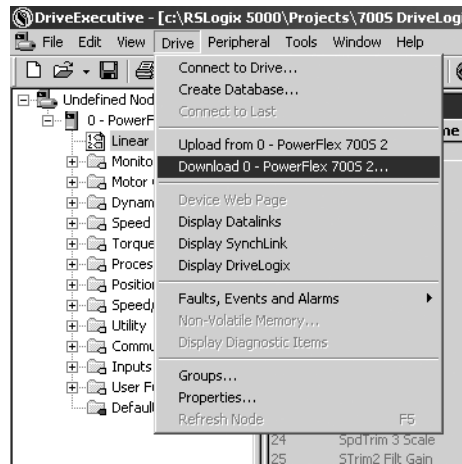 DriveExecutive - [c:\RSLogix 5000\Projects\700S DriveLog
File Edit View Drive Peripheral Tools Window Help
Connect to Drive...
Create Database...
Connect to Last
Upload from 0 - PowerFlex 700S 2
Download 0 - PowerFlex 700S 2...
Device Web Page
Display Datalinks
Display SynchLink
Display DriveLogix
Faults, Events and Alarms
Non-Volatile Memory...
Display Diagnostic Items
Groups...
Properties...
Refresh Node F5
Undefined Nod
0 - PowerF
Linear
Monito
Motor
Dynam
Speed
Torque
Proces
Position
Speed/
Utility
Commu
Inputs
User Fu
Defaul
me
24 SpdTrim 3 Scale
25 STrim2 Filt Gain